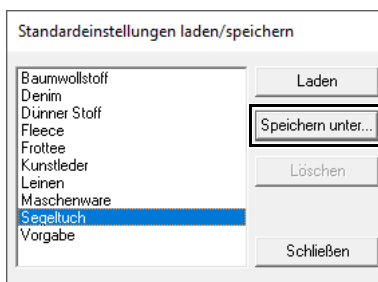 Standardeinstellungen laden/speichern
Baumwollstoff
Denim
Dünner Stoff
Fleece
Frottee
Kunstleder
Leinen
Maschenware
Segeltuch
Vorgabe
Laden
Speichern unter...
Löschen
Schließen